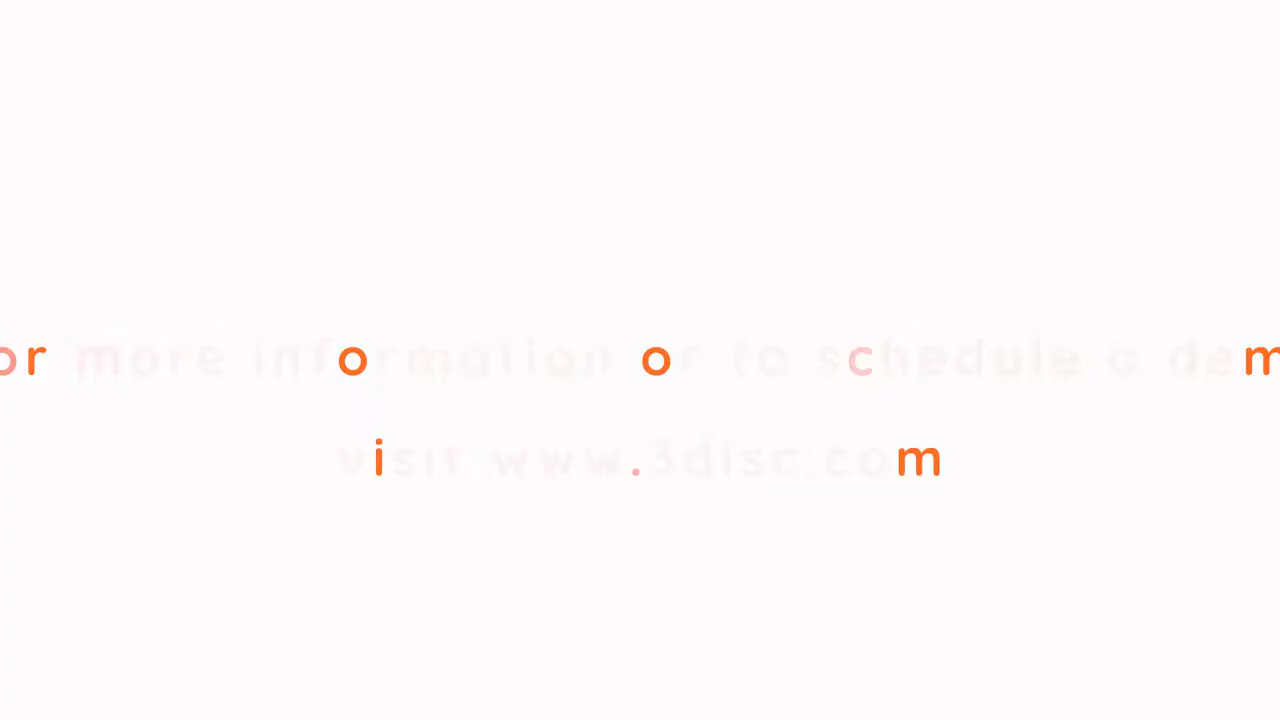 or more information or to schedule a dem
visit www.3disc.com